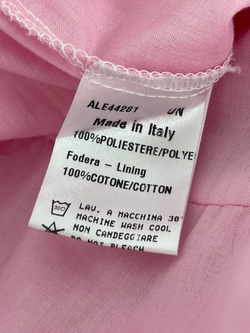 ALE44281 UN
Made in Italy
100%POLIESTERE/POLYE
Fodera - Lining
100%COTONE/COTTON
LAV. A MACCHINA 30°
MACHINE WASH COOL
NON CANDEGGIARE
DO NOT BLEACH